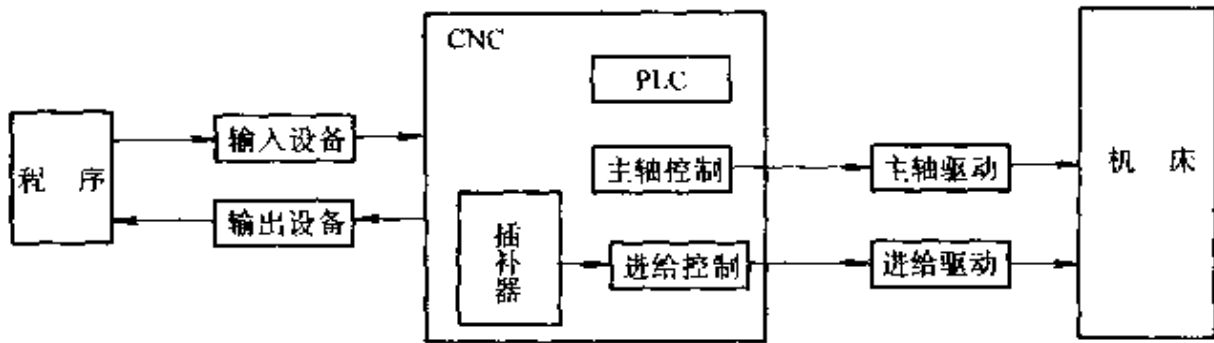 CNC
PLC
程 序
输入设备
输出设备
主轴控制
主轴驱动
机 床
插补器
进给控制
进给驱动